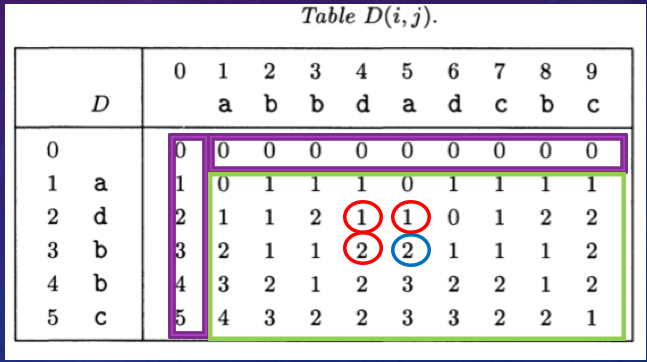 Table D(i, j).
0 1 2 3 4 5 6 7 8 9
D a b b d a d c b c
0 0 0 0 0 0 0 0 0 0 0
1 a 1 0 1 1 1 0 1 1 1 1
2 d 2 1 1 2 1 1 0 1 2 2
3 b 3 2 1 1 2 2 1 1 1 2
4 b 4 3 2 1 2 3 2 2 1 2
5 c 5 4 3 2 2 3 3 2 2 1